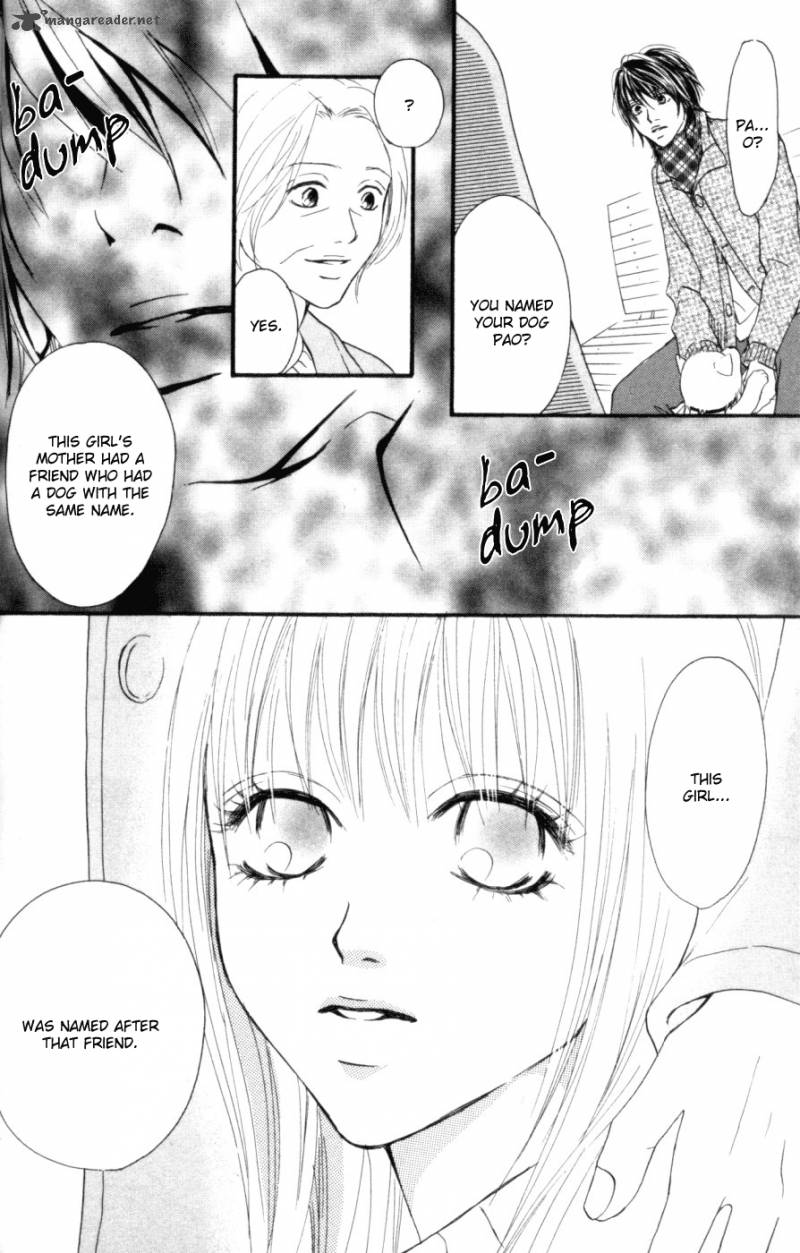 mangareader.net
PA...
O?
YOU NAMED
YOUR DOG
PAO?
?
YES.
ba-
dump
THIS GIRL'S
MOTHER HAD A
FRIEND WHO HAD
A DOG WITH THE
SAME NAME.
ba-
dump
THIS
GIRL...
WAS NAMED AFTER
THAT FRIEND.